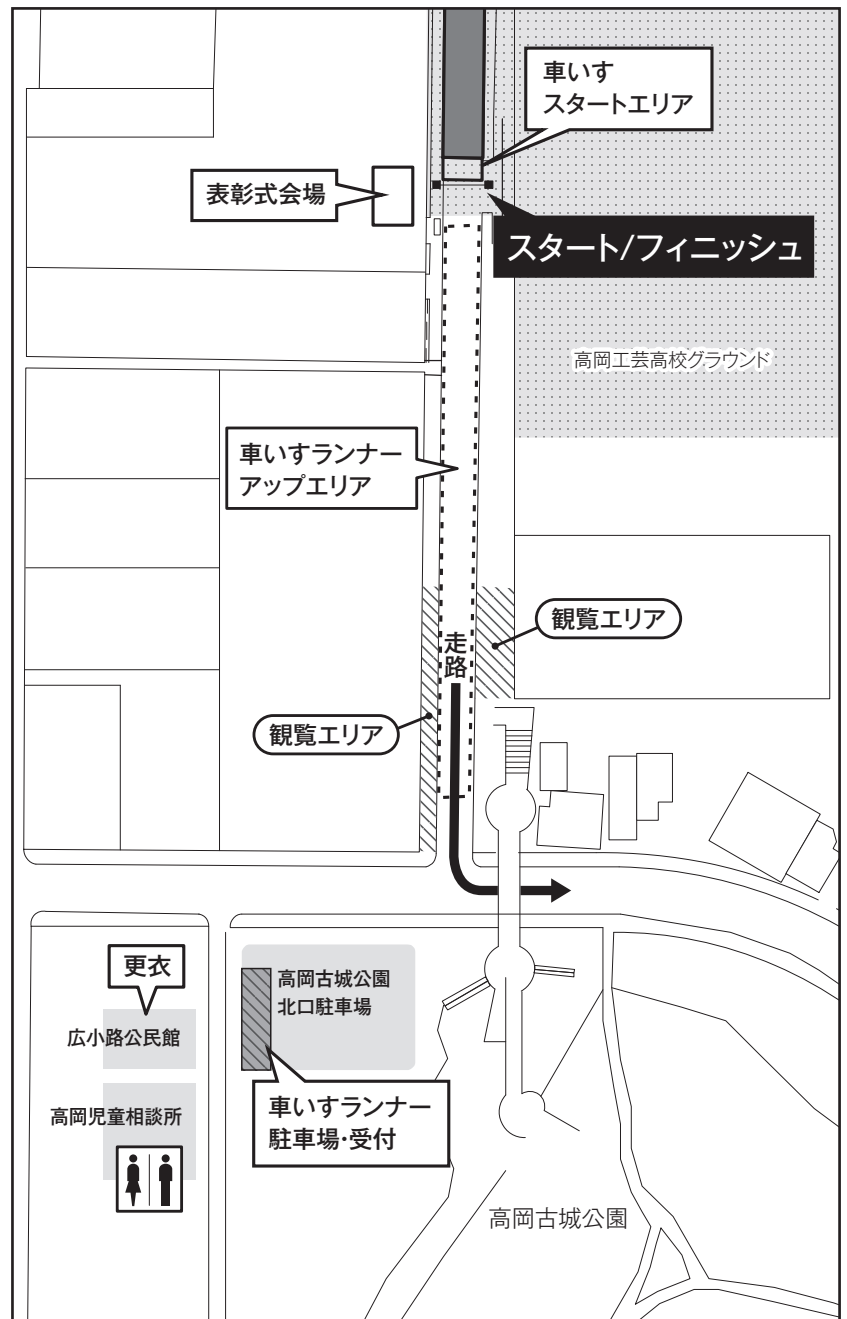 車いす
スタートエリア
表彰式会場
スタート/フィニッシュ
高岡工芸高校グラウンド
車いすランナー
アップエリア
観覧エリア
走路
観覧エリア
更衣
広小路公民館
高岡古城公園
北口駐車場
高岡児童相談所
車いすランナー
駐車場・受付
高岡古城公園